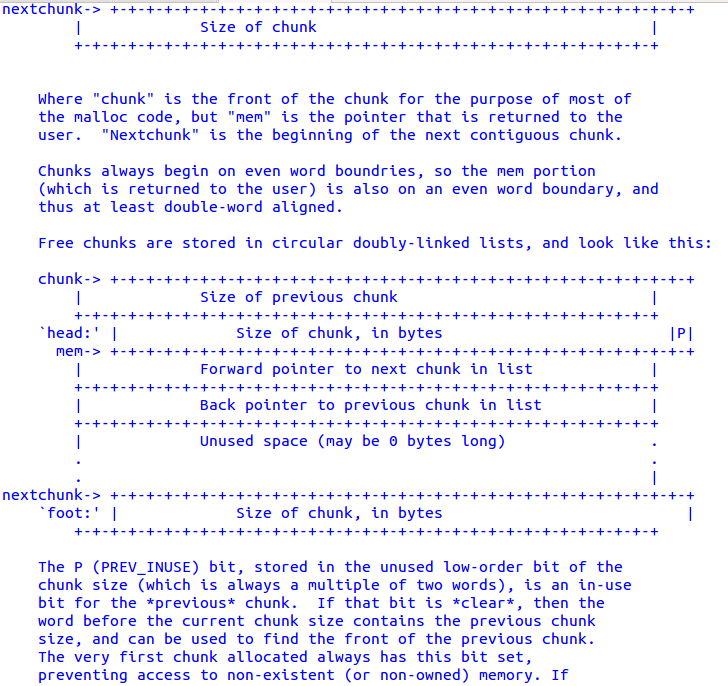 nextchunk-> +-+-+-+-+-+-+-+-+-+-+-+-+-+-+-+-+-+-+-+-+-+-+-+-+-+-+-+-+-+-+-+-+
        |             Size of chunk                                     |
        +-+-+-+-+-+-+-+-+-+-+-+-+-+-+-+-+-+-+-+-+-+-+-+-+-+-+-+-+-+-+-+-+
    Where "chunk" is the front of the chunk for the purpose of most of
    the malloc code, but "mem" is the pointer that is returned to the
    user.  "Nextchunk" is the beginning of the next contiguous chunk.
    Chunks always begin on even word boundries, so the mem portion
    (which is returned to the user) is also on an even word boundary, and
    thus at least double-word aligned.
    Free chunks are stored in circular doubly-linked lists, and look like this:
    chunk-> +-+-+-+-+-+-+-+-+-+-+-+-+-+-+-+-+-+-+-+-+-+-+-+-+-+-+-+-+-+-+-+-+
        |             Size of previous chunk                            |
        +-+-+-+-+-+-+-+-+-+-+-+-+-+-+-+-+-+-+-+-+-+-+-+-+-+-+-+-+-+-+-+-+
    `head:' |             Size of chunk, in bytes                         |P|
      mem-> +-+-+-+-+-+-+-+-+-+-+-+-+-+-+-+-+-+-+-+-+-+-+-+-+-+-+-+-+-+-+-+-+
        |             Forward pointer to next chunk in list             |
        +-+-+-+-+-+-+-+-+-+-+-+-+-+-+-+-+-+-+-+-+-+-+-+-+-+-+-+-+-+-+-+-+
        |             Back pointer to previous chunk in list            |
        +-+-+-+-+-+-+-+-+-+-+-+-+-+-+-+-+-+-+-+-+-+-+-+-+-+-+-+-+-+-+-+-+
        |             Unused space (may be 0 bytes long)                .
        .                                                               .
        .                                                               |
nextchunk-> +-+-+-+-+-+-+-+-+-+-+-+-+-+-+-+-+-+-+-+-+-+-+-+-+-+-+-+-+-+-+-+-+
    `foot:' |             Size of chunk, in bytes                           |
        +-+-+-+-+-+-+-+-+-+-+-+-+-+-+-+-+-+-+-+-+-+-+-+-+-+-+-+-+-+-+-+-+
    The P (PREV_INUSE) bit, stored in the unused low-order bit of the
    chunk size (which is always a multiple of two words), is an in-use
    bit for the *previous* chunk.  If that bit is *clear*, then the
    word before the current chunk size contains the previous chunk
    size, and can be used to find the front of the previous chunk.
    The very first chunk allocated always has this bit set,
    preventing access to non-existent (or non-owned) memory. If